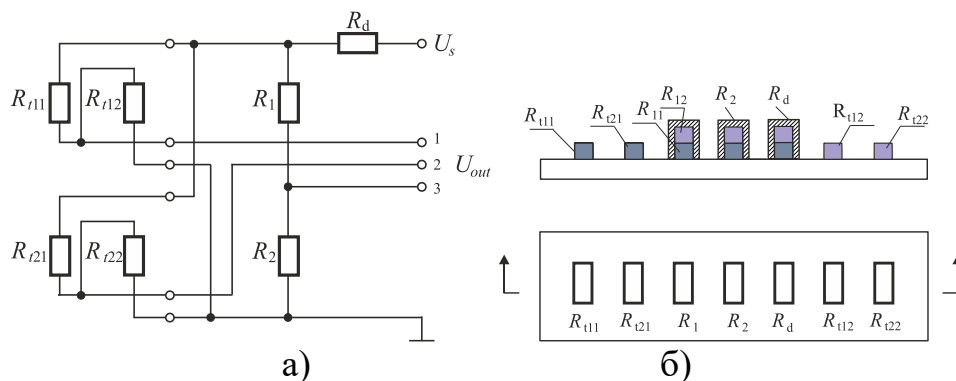 R_d
U_s
R_t11
R_t12
R_1
1
2
U_out
3
R_t21
R_t22
R_2
а)
R_t11
R_t21
R_11
R_12
R_2
R_d
R_t12
R_t22
R_t11
R_t21
R_1
R_2
R_d
R_t12
R_t22
б)